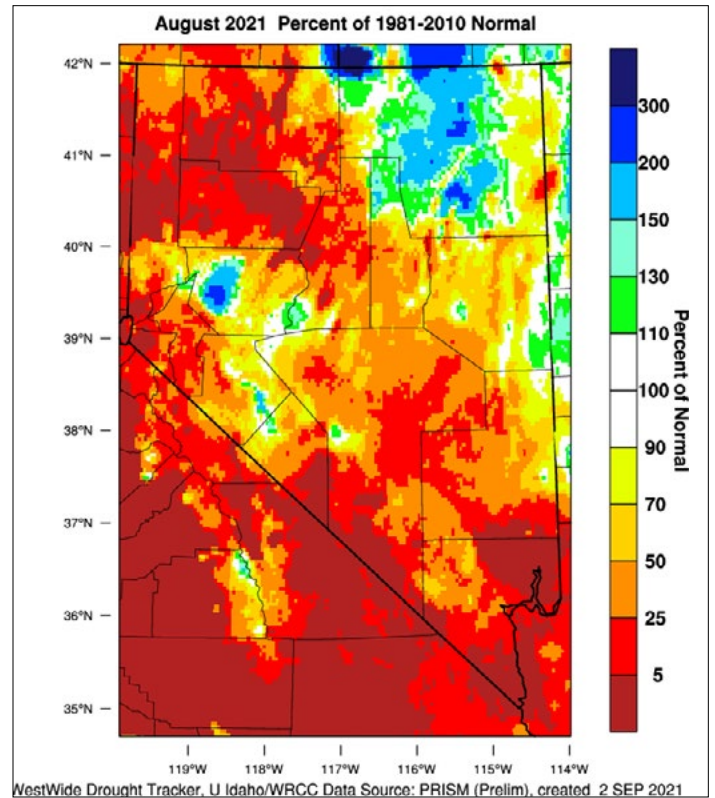 August 2021 Percent of 1981-2010 Normal
42°N
41°N
40°N
39°N
38°N
37°N
36°N
35°N
119°W 118°W 117°W 116°W 115°W 114°W
300
200
150
130
110
100
90
70
50
25
5
Percent of Normal
WestWide Drought Tracker, U Idaho/WRCC Data Source: PRISM (Prelim), created 2 SEP 2021